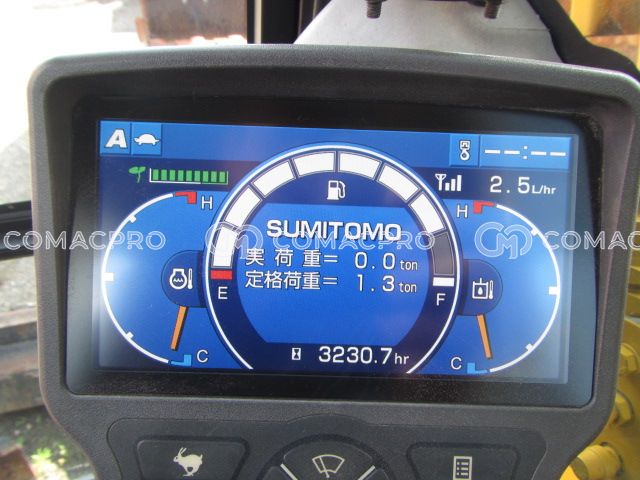 A
--:--
2.5L/hr
H
H
COMACPRO COMACPRO COMACPRO
SUMITOMO
実荷重= 0.0ton
定格荷重= 1.3ton
E
F
C
C
3230.7hr